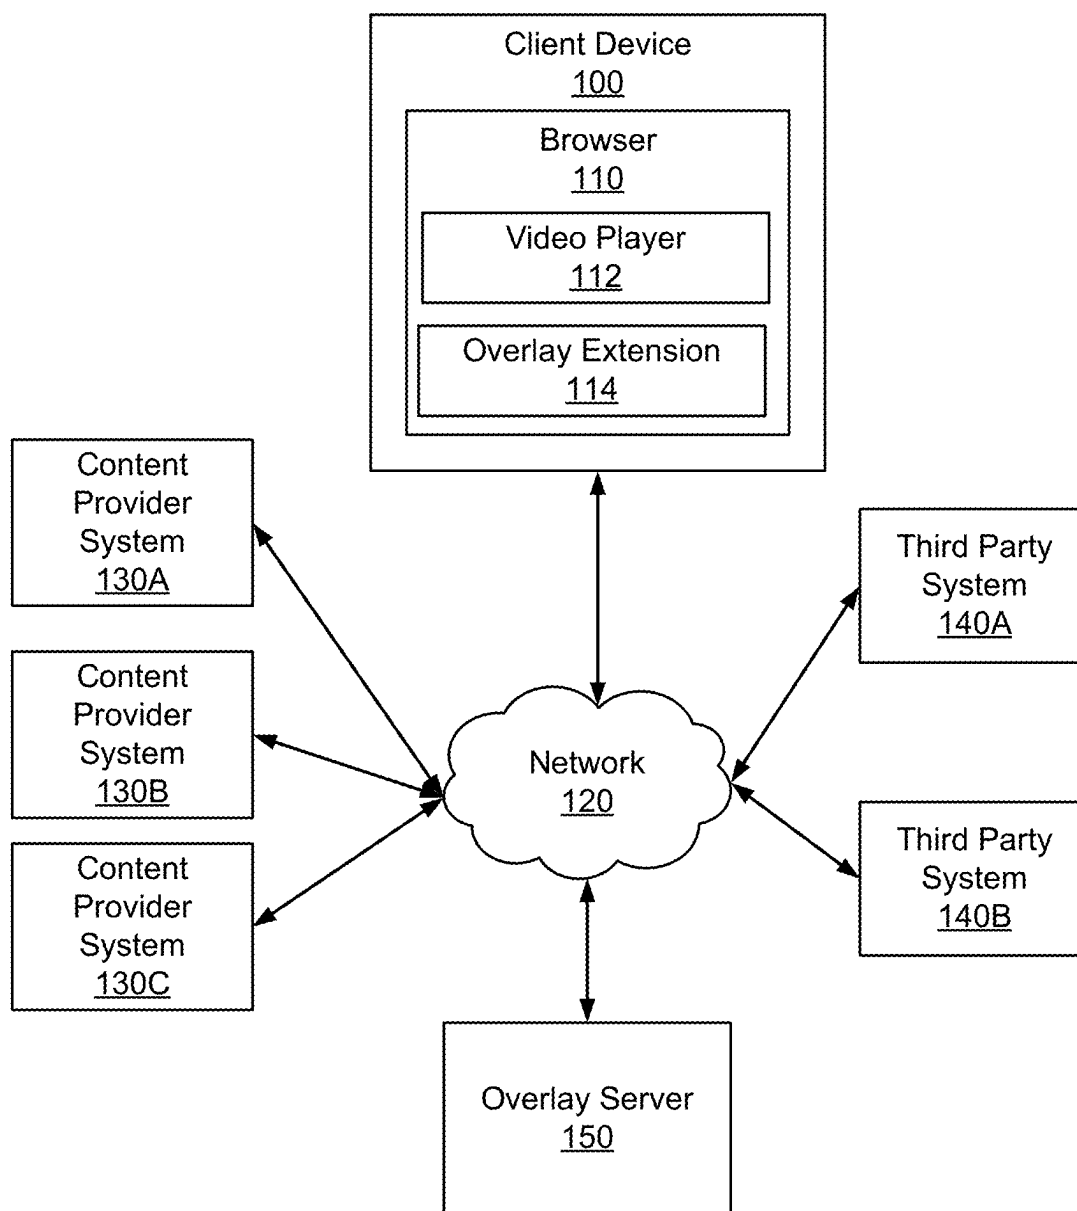 Client Device
100
Browser
110
Video Player
112
Overlay Extension
114
Content
Provider
System
130A
Third Party
System
140A
Content
Provider
System
130B
Network
120
Third Party
System
140B
Content
Provider
System
130C
Overlay Server
150